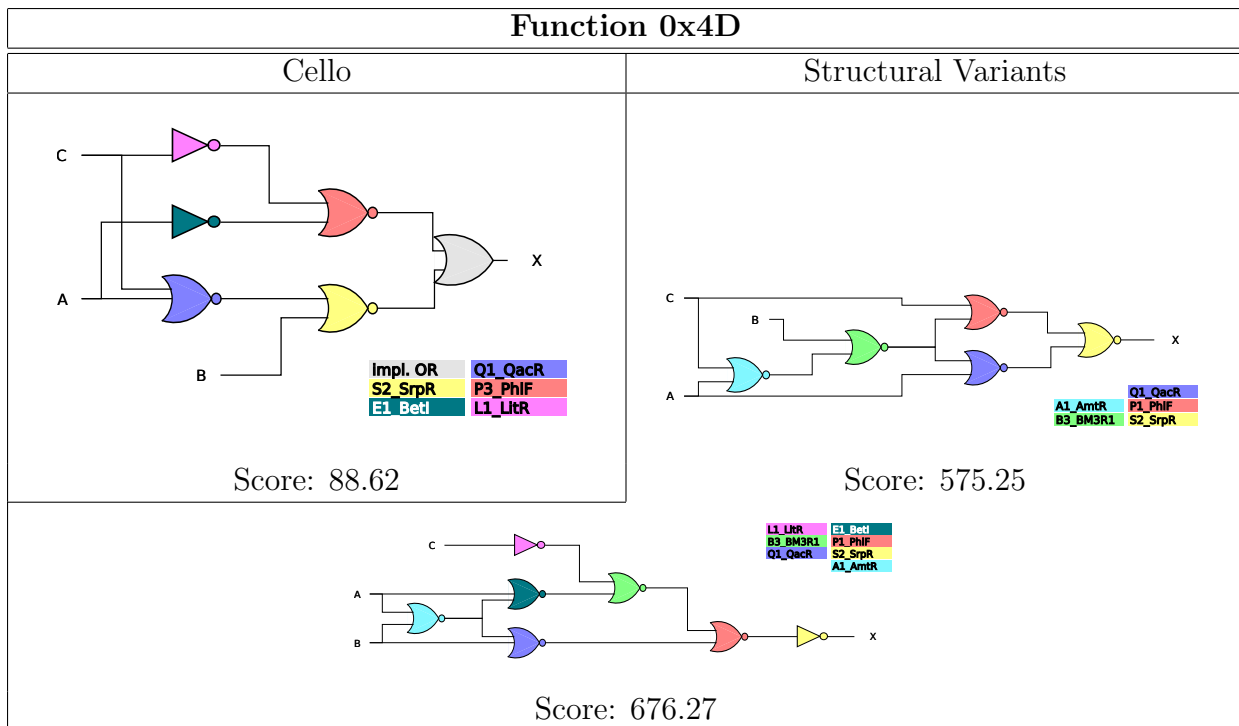 Function 0x4D
Cello
Structural Variants
C
A
B
X
Impl. OR Q1_QacR
S2_SrpR P3_PhlF
E1_BetI L1_LitR
Score: 88.62
C
B
A
X
Q1_QacR
A1_AmtR P1_PhlF
B3_BM3R1 S2_SrpR
Score: 575.25
C
A
B
X
L1_LitR E1_BetI
B3_BM3R1 P1_PhlF
Q1_QacR S2_SrpR
A1_AmtR
Score: 676.27